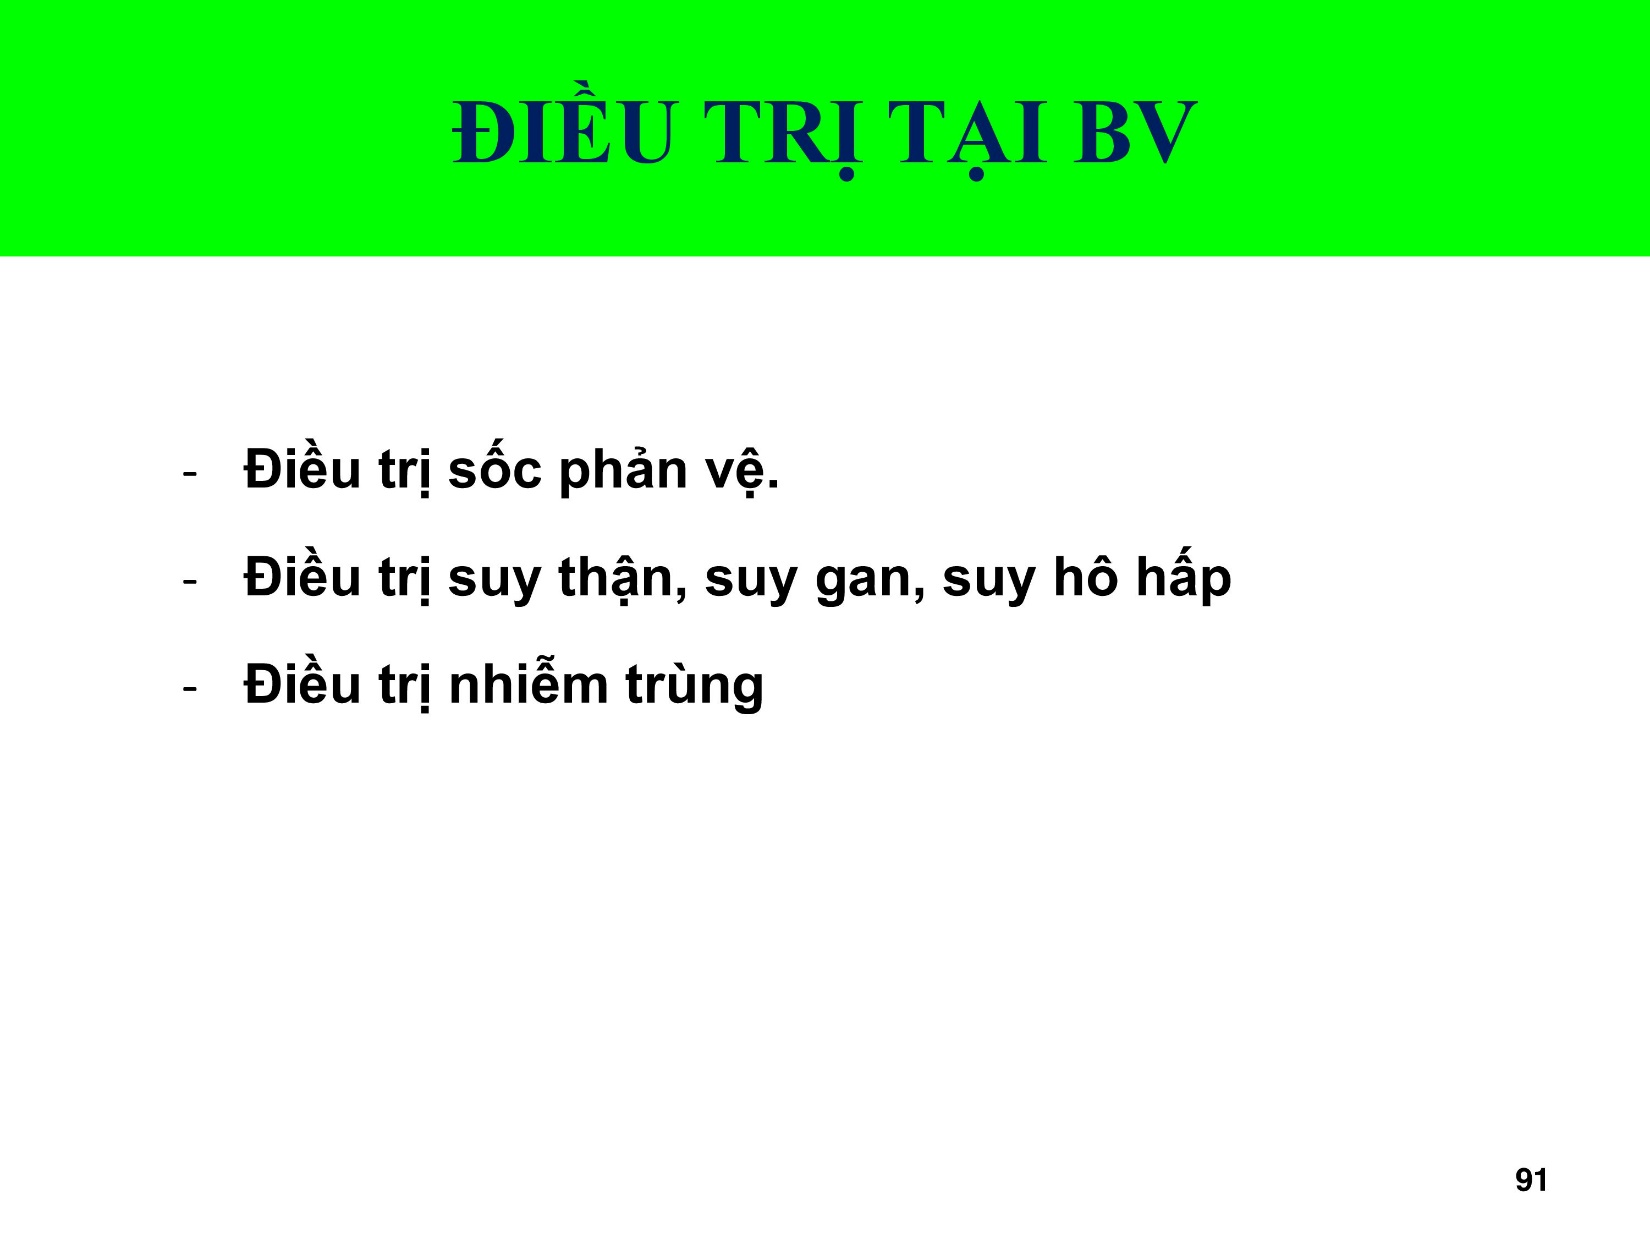 ĐIỀU TRỊ TẠI BV
- Điều trị sốc phản vệ.
- Điều trị suy thận, suy gan, suy hô hấp
- Điều trị nhiễm trùng
91